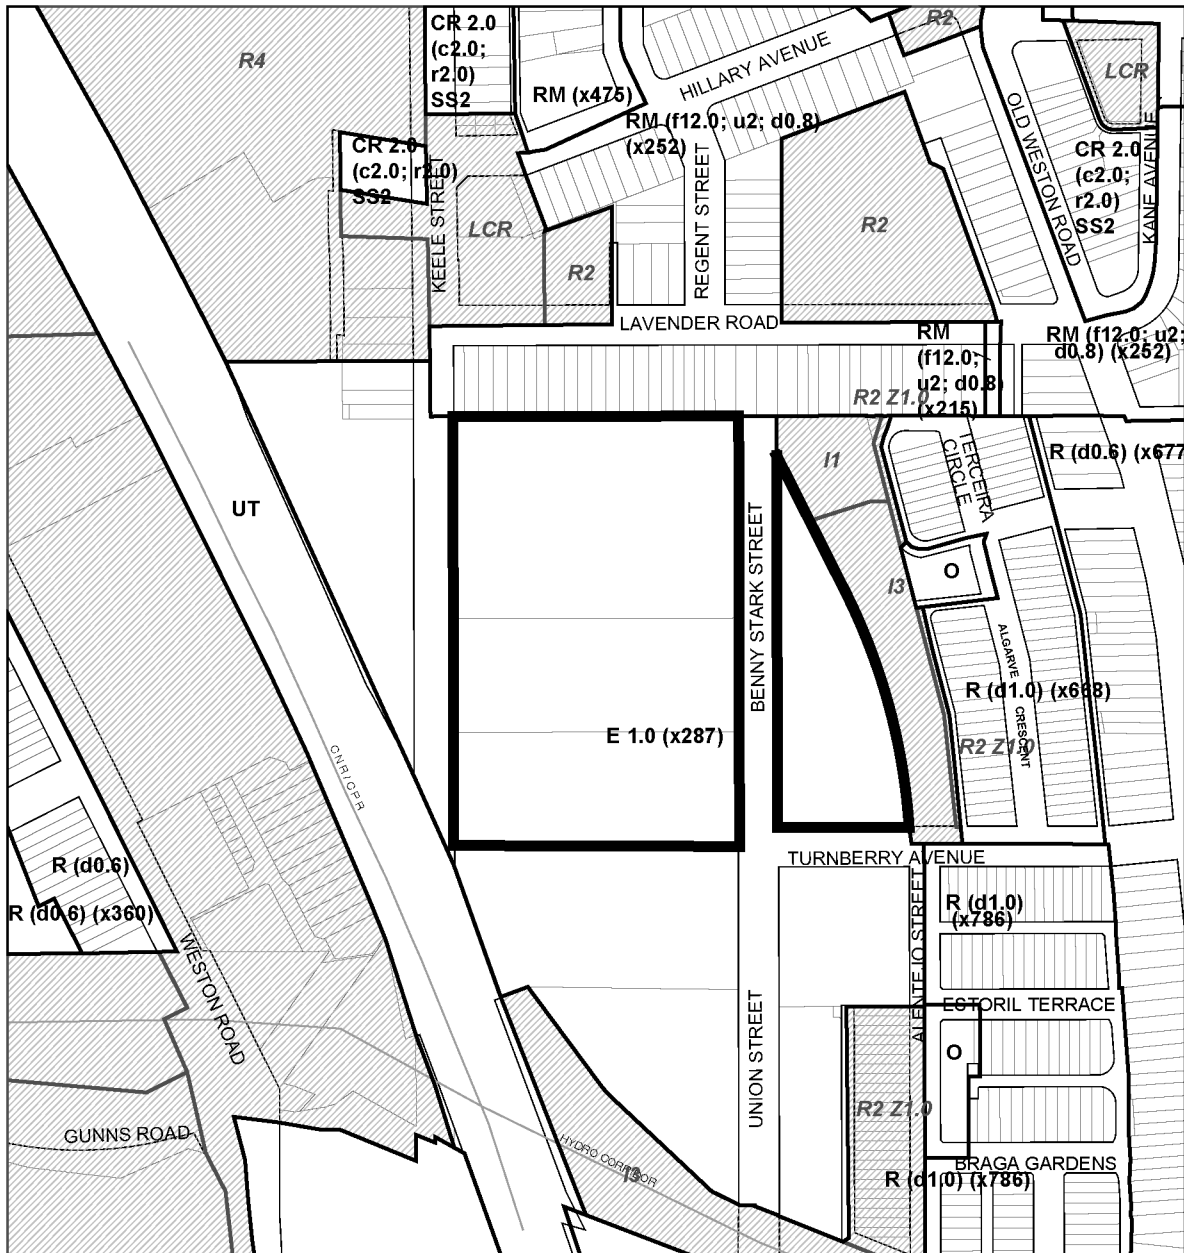 R4
CR 2.0
(c2.0;
r2.0)
SS2
RM (x475)
HILLARY AVENUE
R2
LCR
RM (f12.0; u2; d0.8)
(x252)
OLD WESTON ROAD
CR 2.0
(c2.0; r2.0)
SS2
KEELE STREET
REGENT STREET
CR 2.0
(c2.0;
r2.0)
SS2
KANE AVENUE
LCR
R2
R2
LAVENDER ROAD
RM
(f12.0;
u2; d0.8)
(x215)
RM (f12.0; u2;
d0.8) (x252)
R2 Z1.0
I1
TERCEIRA
CIRCLE
R (d0.6) (x677
UT
BENNY STARK STREET
I3
O
ALGARVE
CRESCENT
R (d1.0) (x668)
R2 Z1.0
E 1.0 (x287)
CNR/CPR
TURNBERRY AVENUE
R (d0.6)
R (d0.6) (x360)
ALENTEJO STREET
R (d1.0)
(x786)
WESTON ROAD
UNION STREET
ESTORIL TERRACE
O
R2 Z1.0
GUNNS ROAD
HYDRO CORRIDOR
I3
BRAGA GARDENS
R (d1.0) (x786)